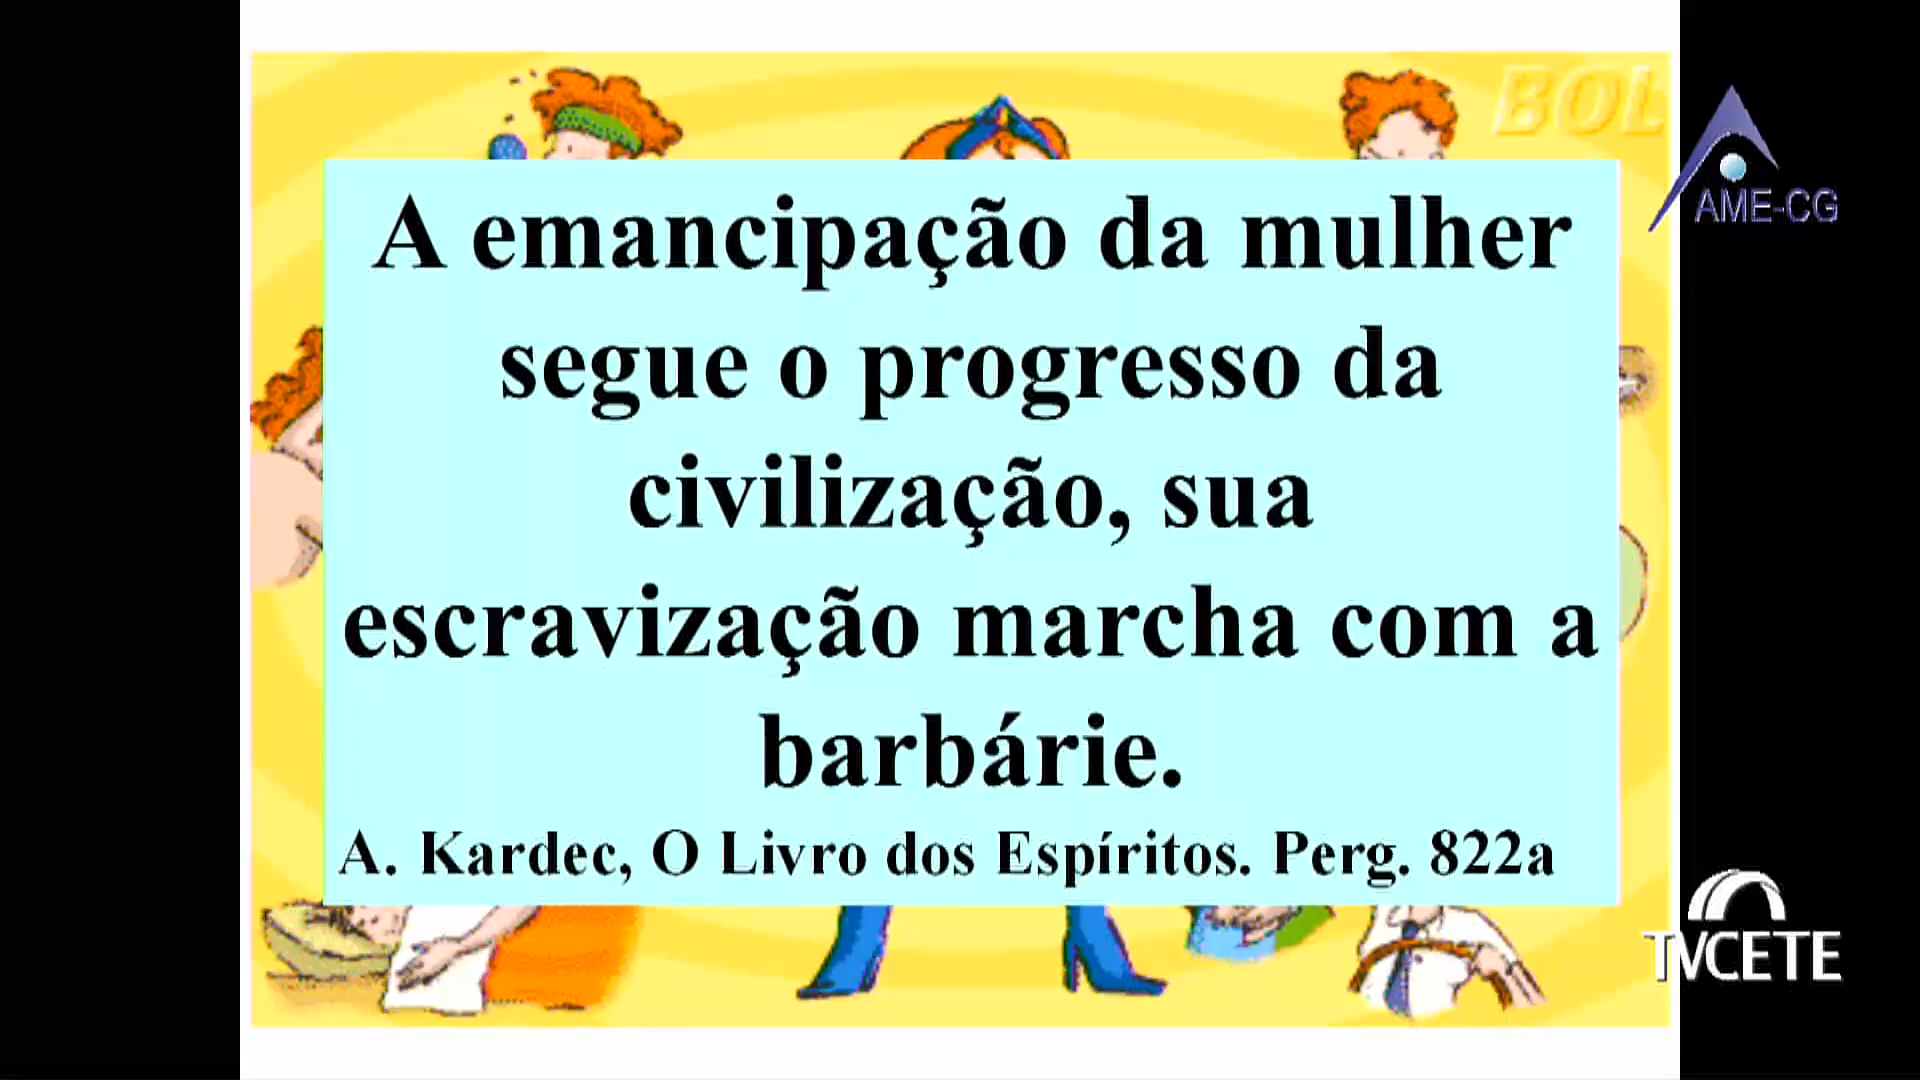 BOL
AME-CG
A emancipação da mulher
segue o progresso da
civilização, sua
escravização marcha com a
barbárie.
A. Kardec, O Livro dos Espíritos. Perg. 822a
TVCETE